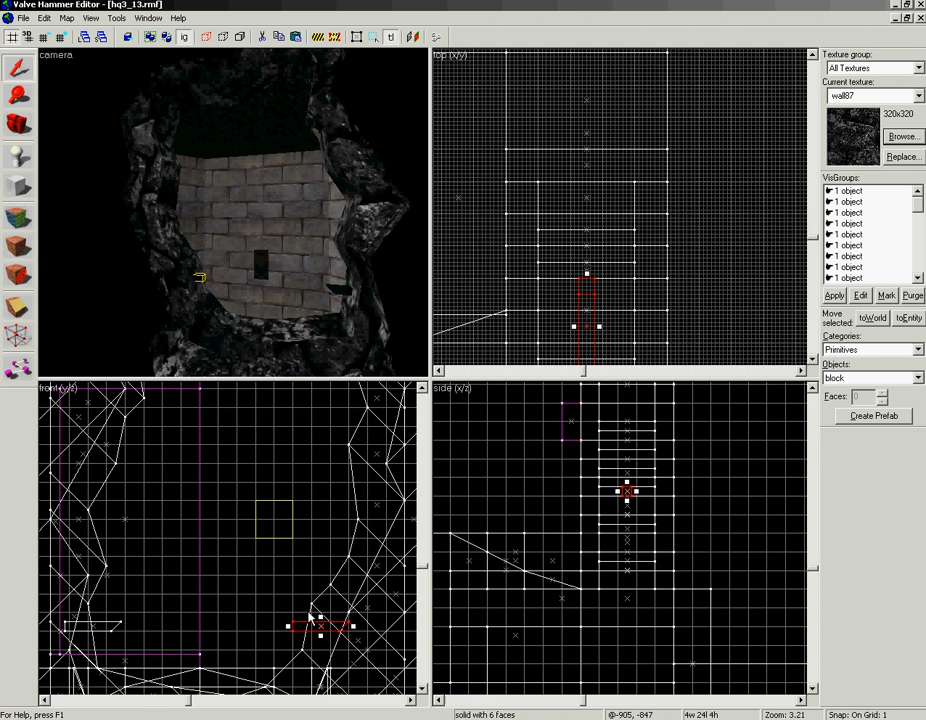 Valve Hammer Editor - [hq3_13.rmf]
File Edit Map View Tools Window Help
3D
ig
tl
camera
top (x/y)
Texture group:
All Textures
Current texture:
wall87
320x320
Browse...
Replace...
VisGroups:
1 object
1 object
1 object
1 object
1 object
1 object
1 object
1 object
Apply Edit Mark Purge
Move
selected:
toWorld toEntity
Categories:
Primitives
Objects:
block
Faces: 0
Create Prefab
front (y/z)
side (x/z)
For Help, press F1
solid with 6 faces
@-905, -847
4w 24l 4h
Zoom: 3.21
Snap: On Grid: 1